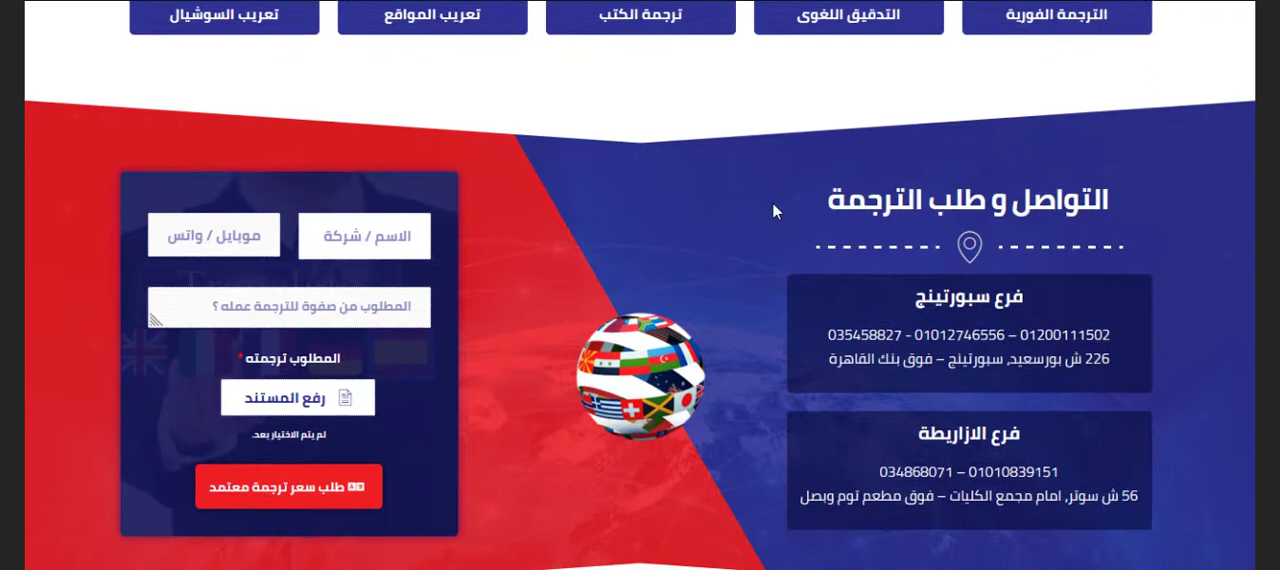 الترجمة الفورية
التدقيق اللغوى
ترجمة الكتب
تعريب المواقع
تعريب السوشيال
التواصل و طلب الترجمة
فرع سبورتينج
01200111502 – 01012746556 - 035458827
226 ش بورسعيد, سبورتينج – فوق بنك القاهرة
فرع الازاريطة
01010839151 – 034868071
56 ش سوتر, امام مجمع الكليات – فوق مطعم توم وبصل
الاسم / شركة
موبايل / واتس
المطلوب من صفوة للترجمة عمله ؟
المطلوب ترجمته *
رفع المستند
لم يتم الاختيار بعد.
طلب سعر ترجمة معتمد